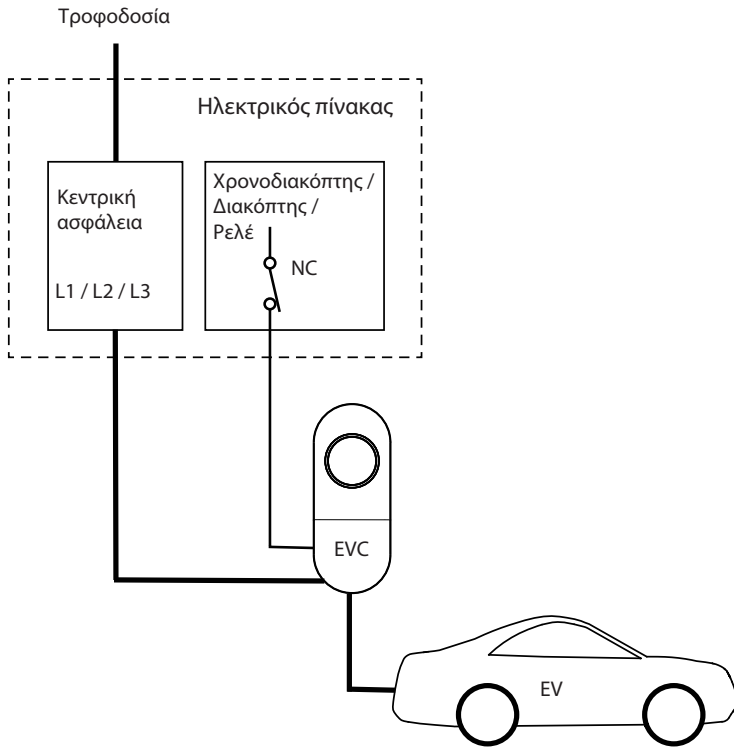 Τροφοδοσία
Ηλεκτρικός πίνακας
Κεντρική
ασφάλεια
L1 / L2 / L3
Χρονοδιακόπτης /
Διακόπτης /
Ρελέ
NC
EVC
EV